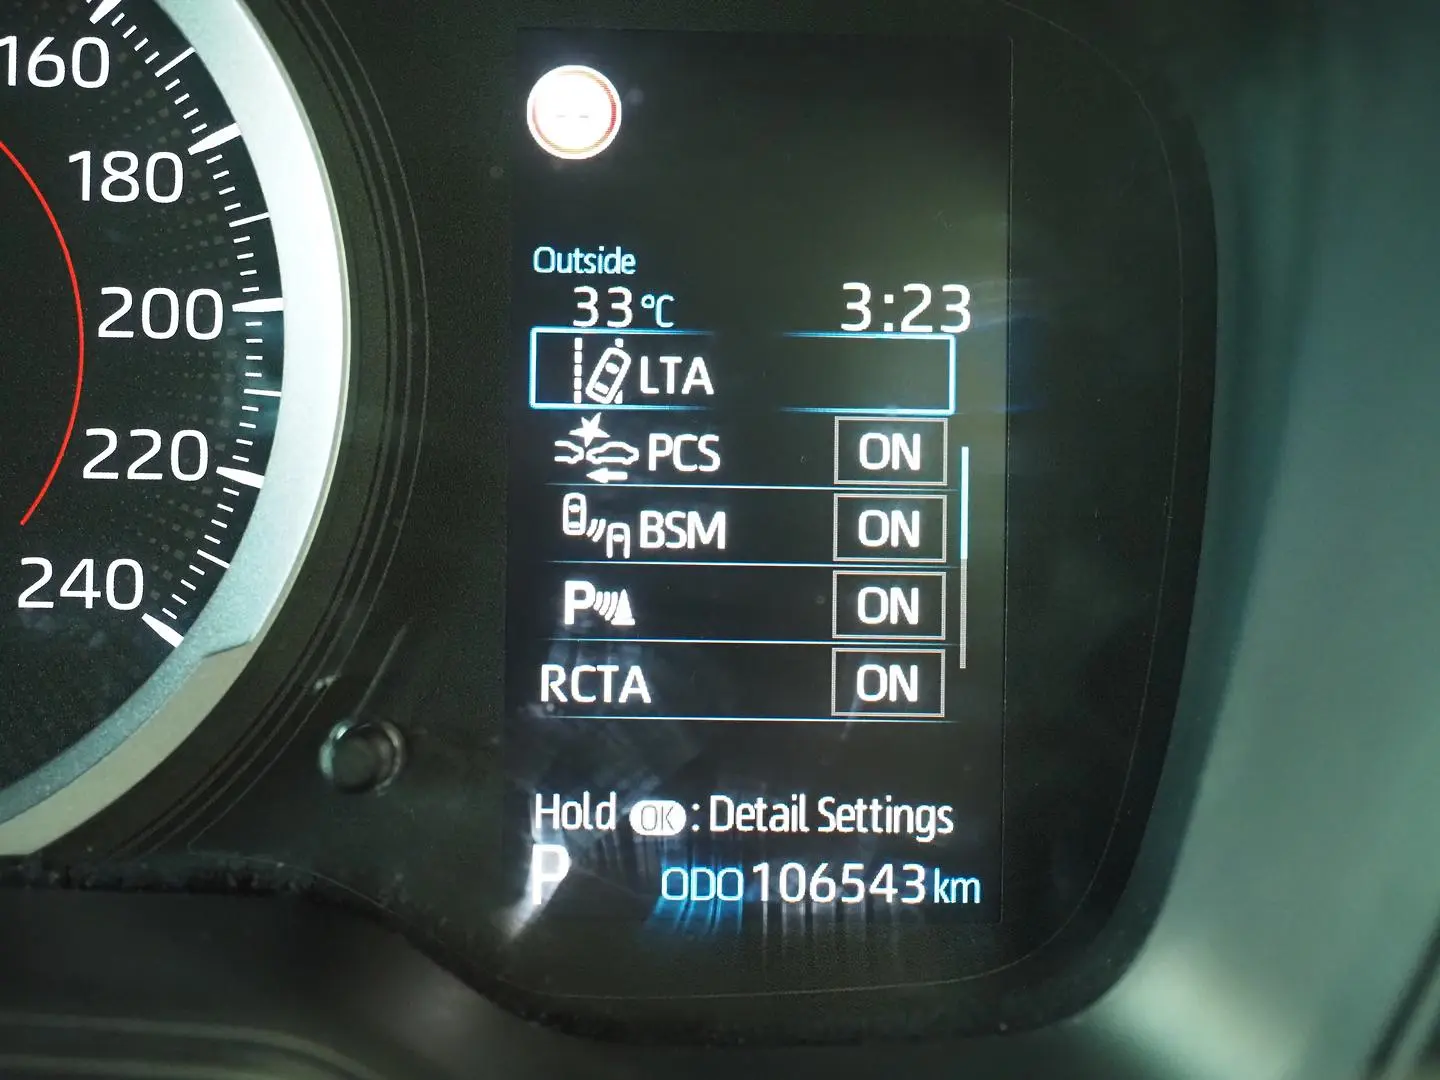 160
180
200
220
240
Outside
33°C 3:23
LTA
PCS ON
BSM ON
P ON
RCTA ON
Hold OK : Detail Settings
P ODO 106543 km